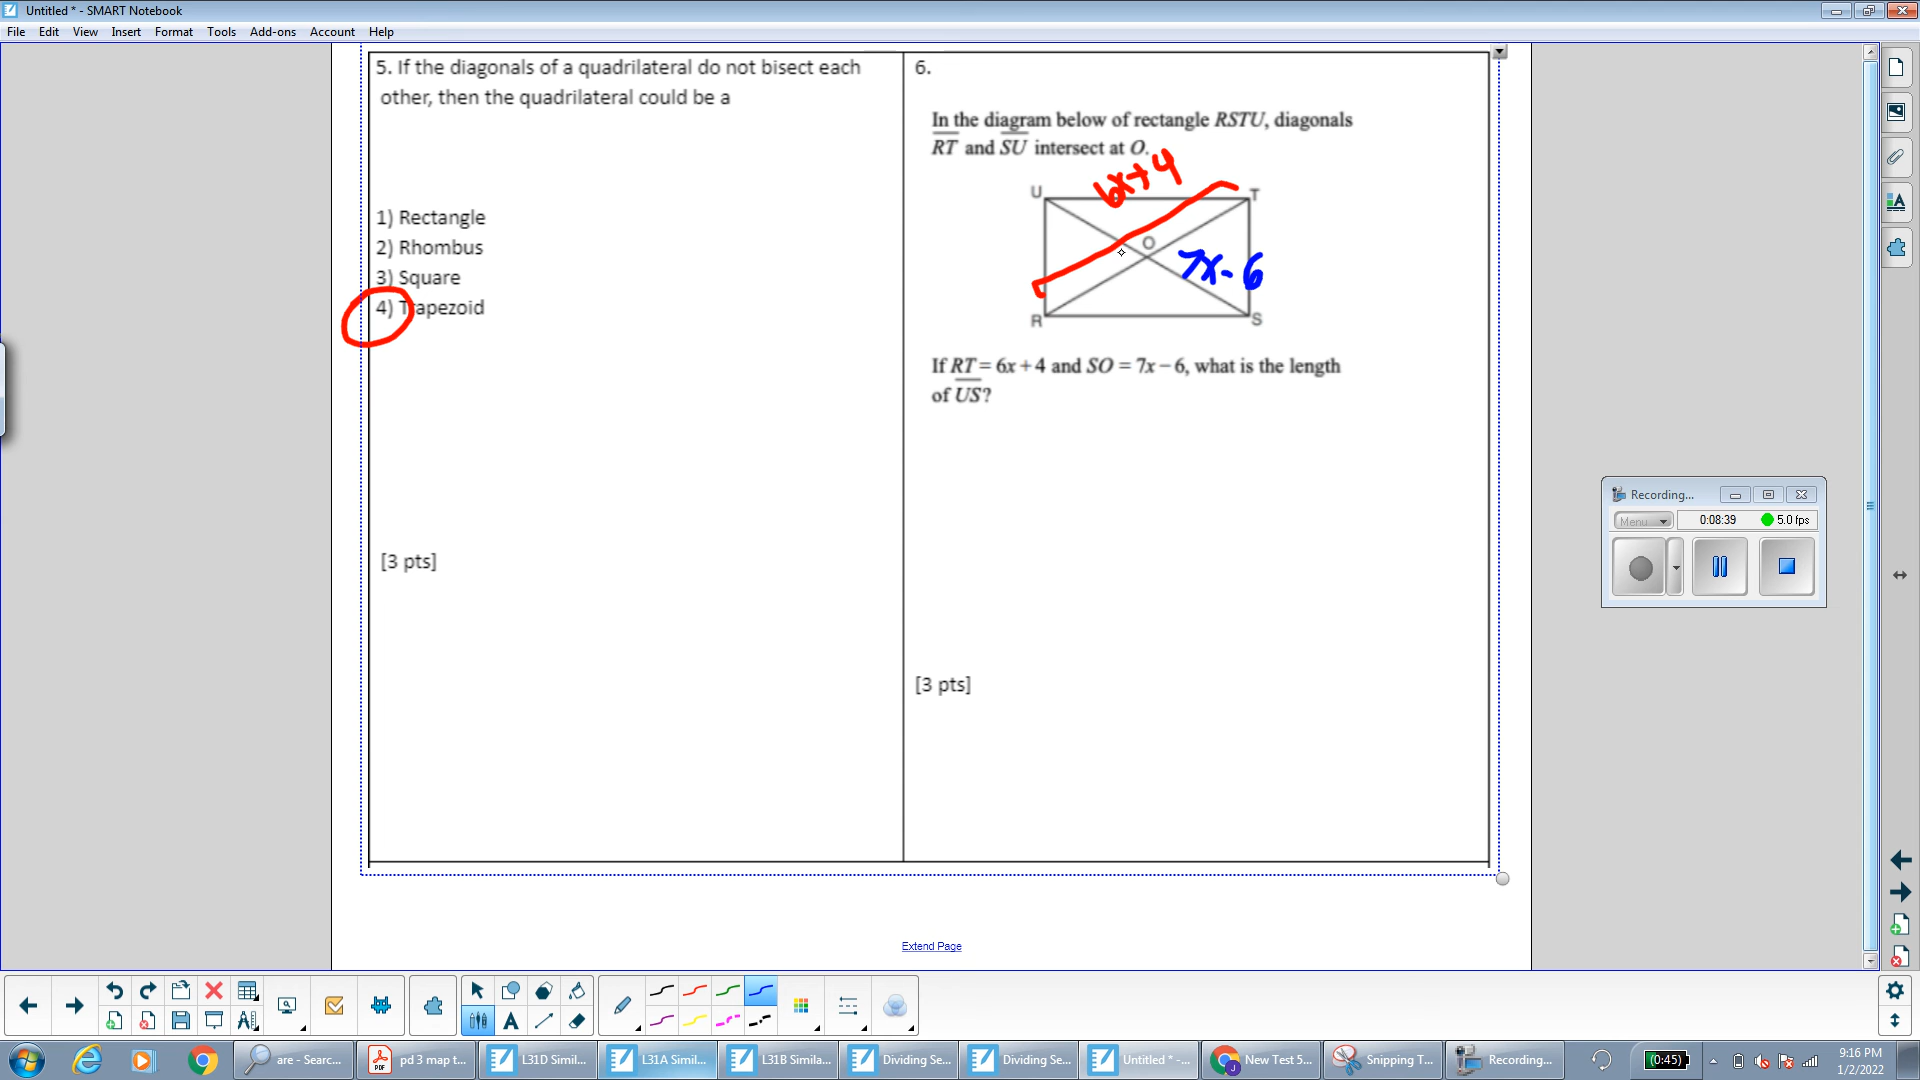 Untitled * - SMART Notebook
File Edit View Insert Format Tools Add-ons Account Help
5. If the diagonals of a quadrilateral do not bisect each
other, then the quadrilateral could be a
1) Rectangle
2) Rhombus
3) Square
4) Trapezoid
[3 pts]
6.
In the diagram below of rectangle RSTU, diagonals
RT and SU intersect at O.
6x+4
U
T
O
7x-6
R
S
If RT = 6x + 4 and SO = 7x − 6, what is the length
of US?
[3 pts]
Extend Page
Recording...
Menu
0:08:39
5.0 fps
are - Searc...
pd 3 map t...
L31D Simil...
L31A Simil...
L31B Simila...
Dividing Se...
Dividing Se...
Untitled * -...
New Test 5...
Snipping T...
Recording...
(0:45)
9:16 PM
1/2/2022